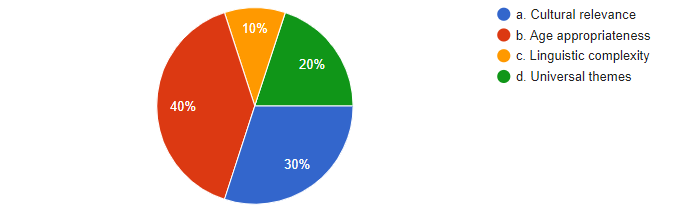 10%
20%
40%
30%
a. Cultural relevance
b. Age appropriateness
c. Linguistic complexity
d. Universal themes